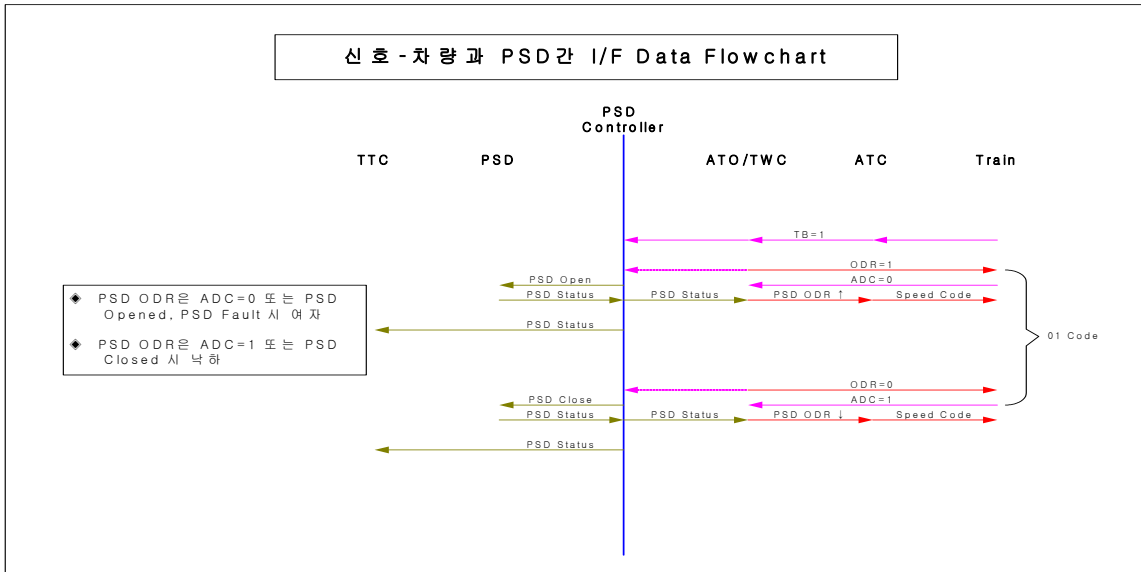 신호-차량과 PSD간 I/F Data Flowchart
PSD
Controller
TTC PSD ATO/TWC ATC Train
TB=1
ODR=1
PSD Open ADC=0
PSD Status PSD Status PSD ODR ↑ Speed Code
PSD Status
◈ PSD ODR은 ADC=0 또는 PSD
Opened, PSD Fault 시 여자
◈ PSD ODR은 ADC=1 또는 PSD
Closed 시 낙하
01 Code
ODR=0
PSD Close ADC=1
PSD Status PSD Status PSD ODR ↓ Speed Code
PSD Status